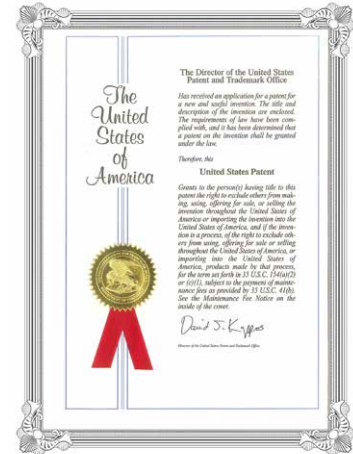 The
United
States
of
America
The Director of the United States
Patent and Trademark Office
Has received an application for a patent for
a new and useful invention. The title and
description of the invention are enclosed.
The requirements of law have been com-
plied with, and it has been determined that
a patent on the invention shall be granted
under the law.
Therefore, this
United States Patent
Grants to the person(s) having title to this
patent the right to exclude others from mak-
ing, using, offering for sale, or selling the
invention throughout the United States of
America or importing the invention into the
United States of America, and if the inven-
tion is a process, of the right to exclude oth-
ers from using, offering for sale or selling
throughout the United States of America, or
importing into the United States of
America, products made by that process,
for the term set forth in 35 U.S.C. 154(a)(2)
or (c)(1), subject to the payment of mainte-
nance fees as provided by 35 U.S.C. 41(b).
See the Maintenance Fee Notice on the
inside of the cover.
David J. Kappos
Director of the United States Patent and Trademark Office